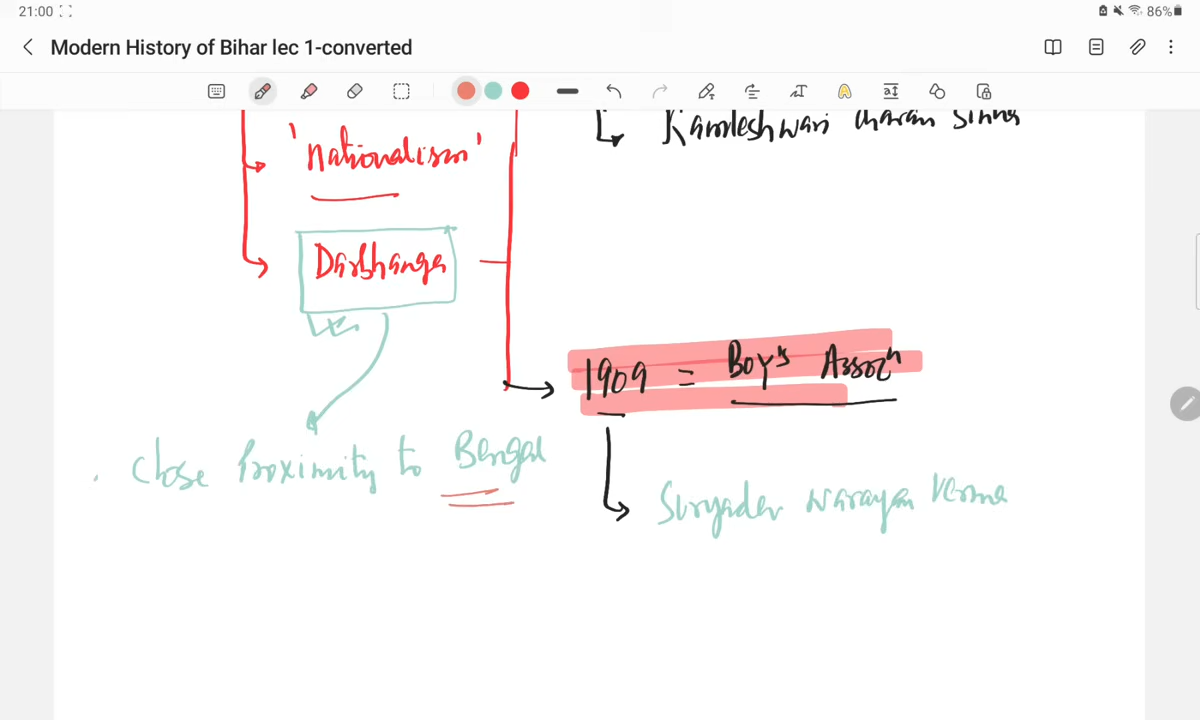 21:00
86%
Modern History of Bihar lec 1-converted
Kamleshwari charan Sinha
'Nationalism'
Darbhanga
1909 = Boy's Assocn
. Close Proximity to Bengal
Suryadev Narayan Verma